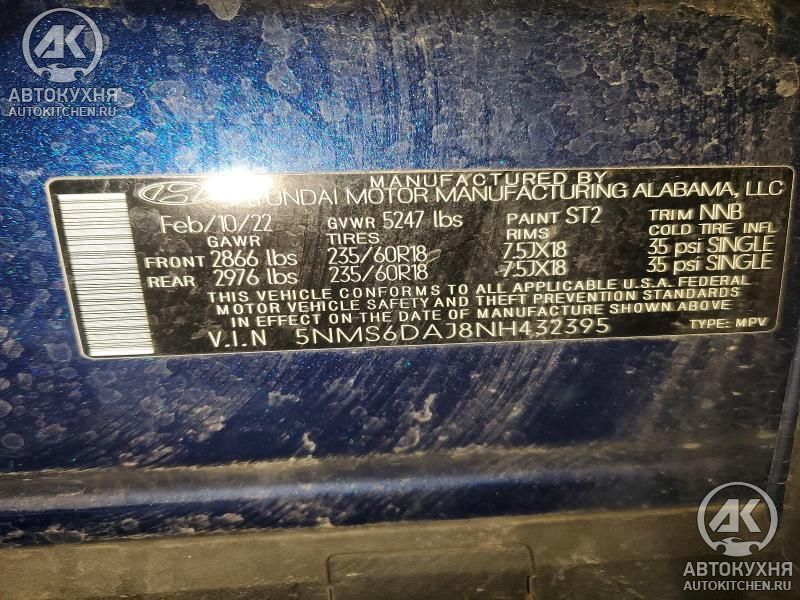 АК
АВТОКУХНЯ
AUTOKITCHEN.RU
MANUFACTURED BY
HYUNDAI MOTOR MANUFACTURING ALABAMA, LLC
Feb/10/22 GVWR 5247 lbs PAINT ST2 TRIM NNB
GAWR TIRES RIMS COLD TIRE INFL
FRONT 2866 lbs 235/60R18 7.5JX18 35 psi SINGLE
REAR 2976 lbs 235/60R18 7.5JX18 35 psi SINGLE
THIS VEHICLE CONFORMS TO ALL APPLICABLE U.S.A. FEDERAL
MOTOR VEHICLE SAFETY AND THEFT PREVENTION STANDARDS
IN EFFECT ON THE DATE OF MANUFACTURE SHOWN ABOVE
V.I.N 5NMS6DAJ8NH432395 TYPE: MPV
АК
АВТОКУХНЯ
AUTOKITCHEN.RU